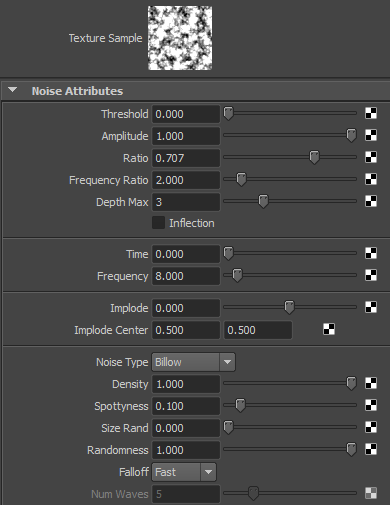 Texture Sample
Noise Attributes
Threshold 0.000
Amplitude 1.000
Ratio 0.707
Frequency Ratio 2.000
Depth Max 3
Inflection
Time 0.000
Frequency 8.000
Implode 0.000
Implode Center 0.500 0.500
Noise Type Billow
Density 1.000
Spottyness 0.100
Size Rand 0.000
Randomness 1.000
Falloff Fast
Num Waves 5